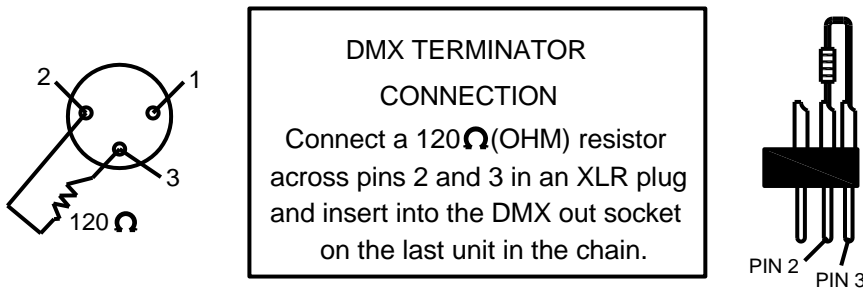 2
1
3
120 Ω
DMX TERMINATOR
CONNECTION
Connect a 120Ω(OHM) resistor
across pins 2 and 3 in an XLR plug
and insert into the DMX out socket
on the last unit in the chain.
PIN 2
PIN 3